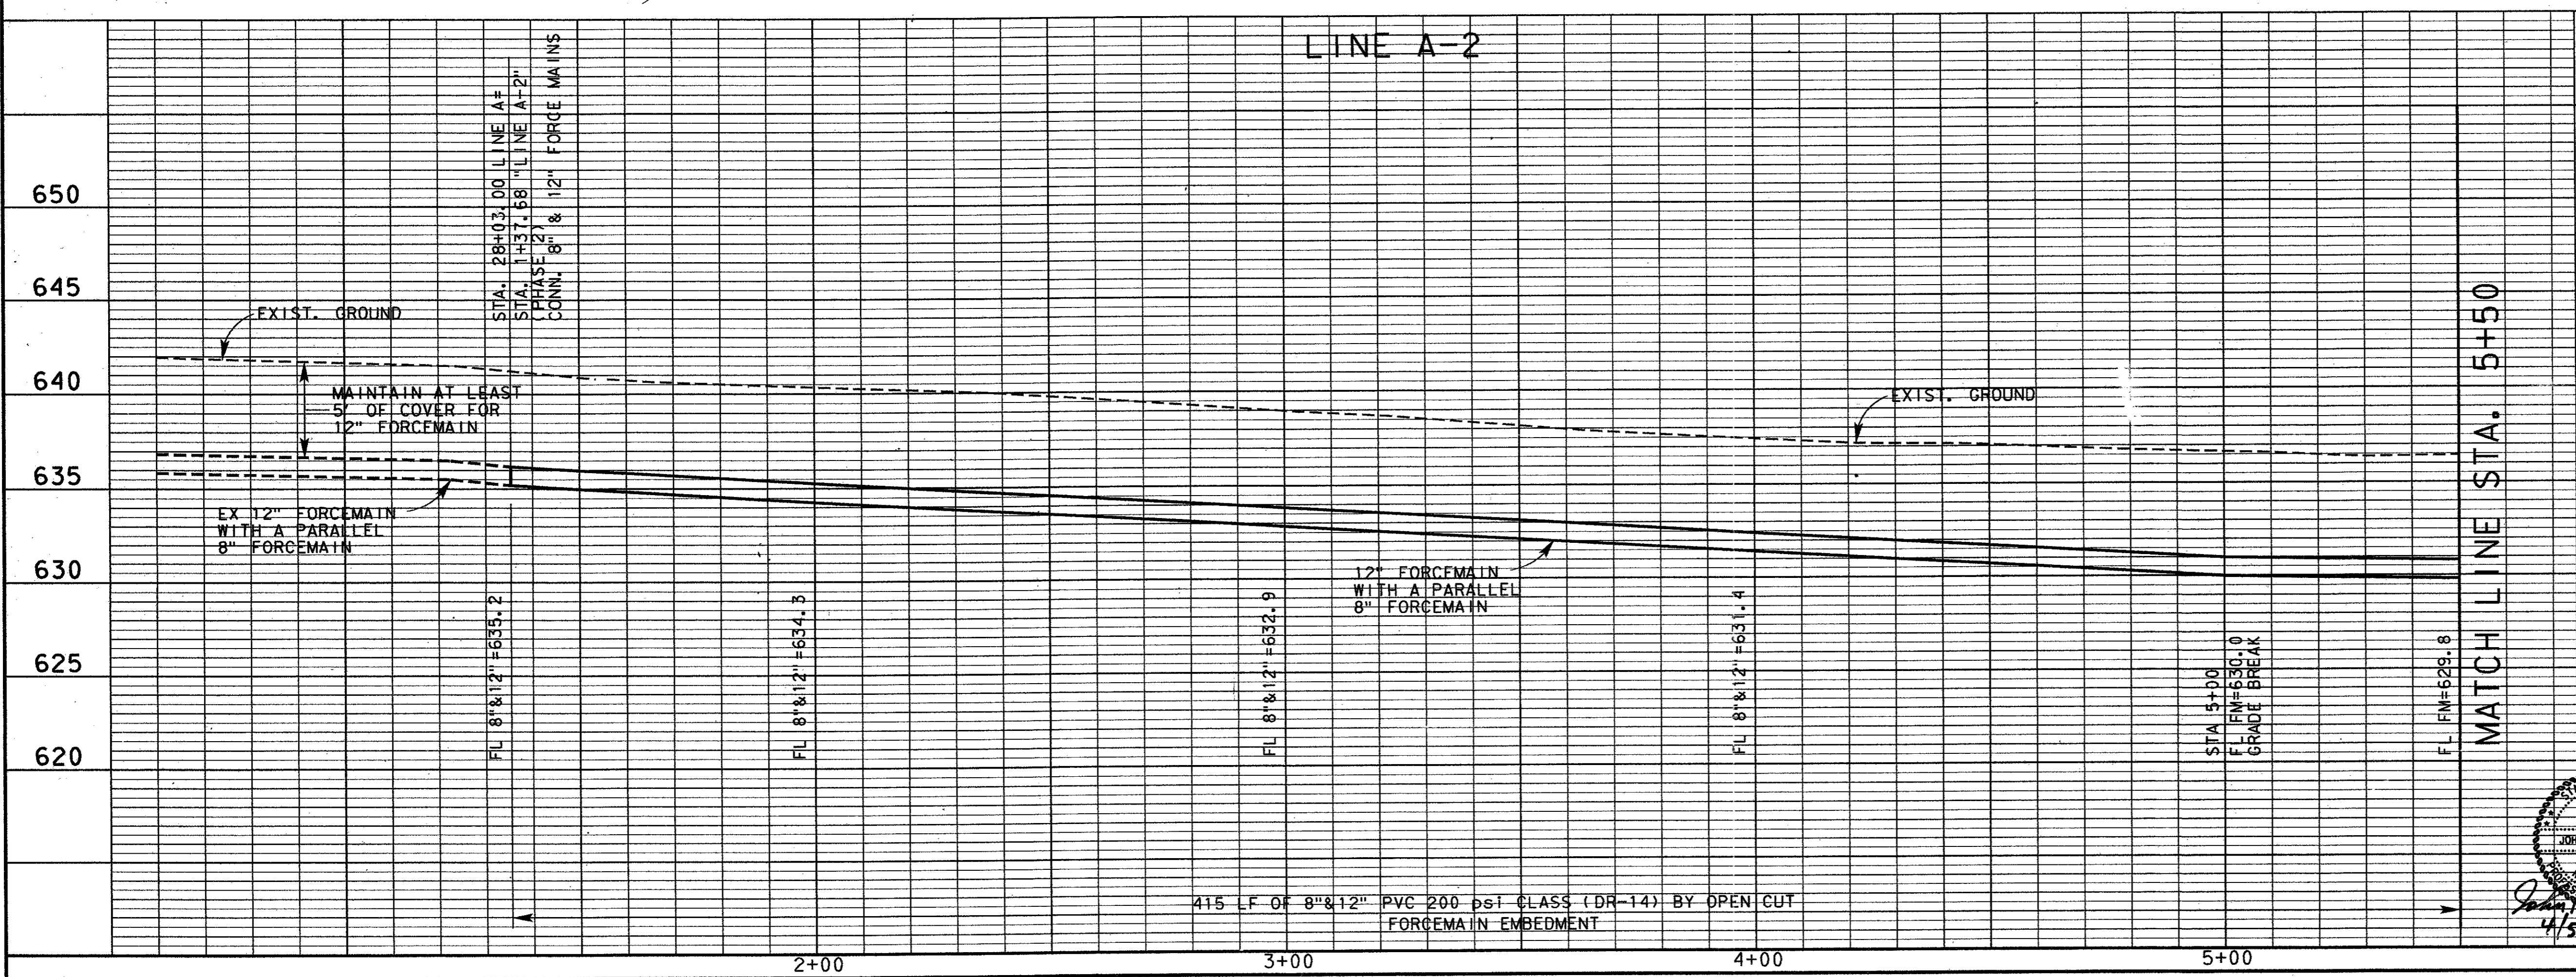 LINE A-2
STA. 28+03.00 LINE A=
STA. 1+37.68 "LINE A-2"
(PHASE 2)
CONN. 8" & 12" FORCE MAINS
650
645
640
635
630
625
620
EXIST. GROUND
MAINTAIN AT LEAST
5' OF COVER FOR
12" FORCEMAIN
EX 12" FORCEMAIN
WITH A PARALLEL
8" FORCEMAIN
EXIST. GROUND
12" FORCEMAIN
WITH A PARALLEL
8" FORCEMAIN
FL 8"&12"=635.2
FL 8"&12"=634.3
FL 8"&12"=632.9
FL 8"&12"=631.4
STA 5+00
FL FM=630.0
GRADE BREAK
FL FM=629.8
MATCH LINE STA. 5+50
415 LF OF 8"&12" PVC 200 psi CLASS (DR-14) BY OPEN CUT
FORCEMAIN EMBEDMENT
2+00
3+00
4+00
5+00